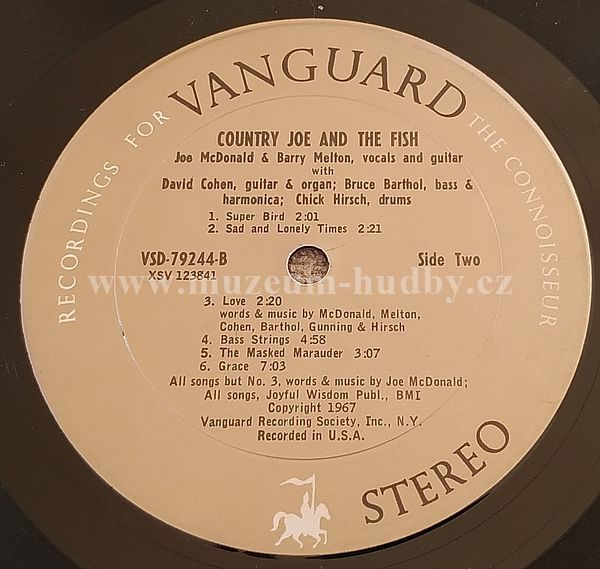 RECORDINGS FOR VANGUARD THE CONNOISSEUR
COUNTRY JOE AND THE FISH
Joe McDonald & Barry Melton, vocals and guitar
with
David Cohen, guitar & organ; Bruce Barthol, bass &
harmonica; Chick Hirsch, drums
1. Super Bird 2:01
2. Sad and Lonely Times 2:21
VSD-79244-B Side Two
XSV 123841
www.muzeum-hudby.cz
3. Love 2:20
words & music by McDonald, Melton,
Cohen, Barthol, Gunning & Hirsch
4. Bass Strings 4:58
5. The Masked Marauder 3:07
6. Grace 7:03
All songs but No. 3, words & music by Joe McDonald;
All songs, Joyful Wisdom Publ., BMI
Copyright 1967
Vanguard Recording Society, Inc., N.Y.
Recorded in U.S.A.
STEREO